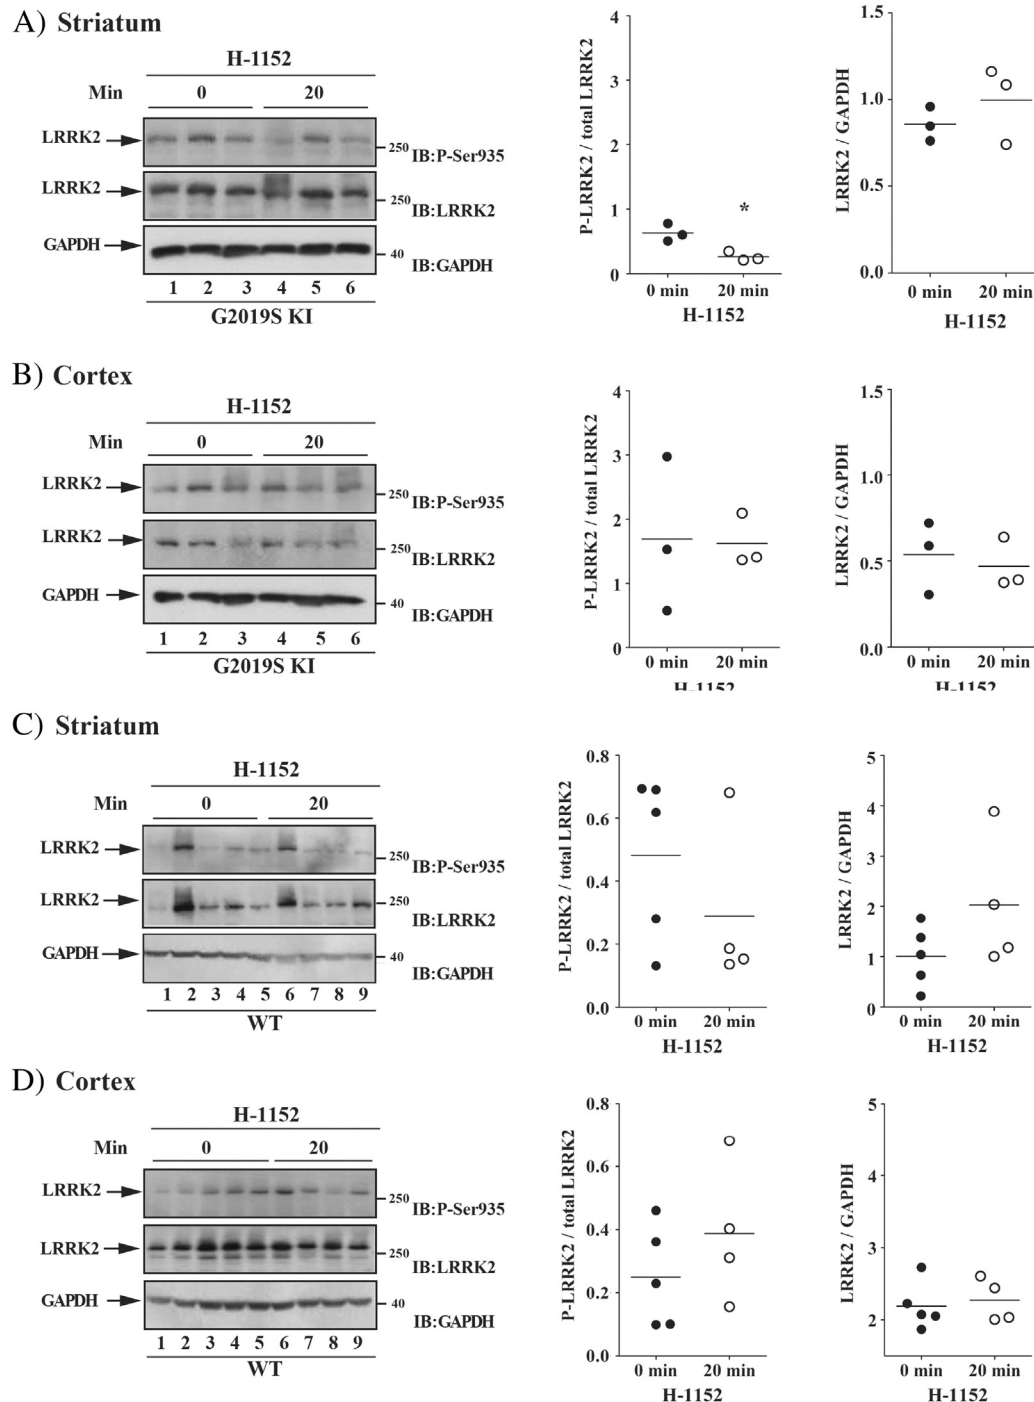 A) Striatum
H-1152
Min 0 20
LRRK2 250 IB:P-Ser935
LRRK2 250 IB:LRRK2
GAPDH 40 IB:GAPDH
1 2 3 4 5 6
G2019S KI
P-LRRK2 / total LRRK2
4
3
2
1
0
*
0 min 20 min
H-1152
LRRK2 / GAPDH
1.5
1.0
0.5
0.0
0 min 20 min
H-1152
B) Cortex
H-1152
Min 0 20
LRRK2 250 IB:P-Ser935
LRRK2 250 IB:LRRK2
GAPDH 40 IB:GAPDH
1 2 3 4 5 6
G2019S KI
P-LRRK2 / total LRRK2
4
3
2
1
0
0 min 20 min
H-1152
LRRK2 / GAPDH
1.5
1.0
0.5
0.0
0 min 20 min
H-1152
C) Striatum
H-1152
Min 0 20
LRRK2 250 IB:P-Ser935
LRRK2 250 IB:LRRK2
GAPDH 40 IB:GAPDH
1 2 3 4 5 6 7 8 9
WT
P-LRRK2 / total LRRK2
0.8
0.6
0.4
0.2
0.0
0 min 20 min
H-1152
LRRK2 / GAPDH
5
4
3
2
1
0
0 min 20 min
H-1152
D) Cortex
H-1152
Min 0 20
LRRK2 250 IB:P-Ser935
LRRK2 250 IB:LRRK2
GAPDH 40 IB:GAPDH
1 2 3 4 5 6 7 8 9
WT
P-LRRK2 / total LRRK2
0.8
0.6
0.4
0.2
0.0
0 min 20 min
H-1152
LRRK2 / GAPDH
5
4
3
2
0 min 20 min
H-1152